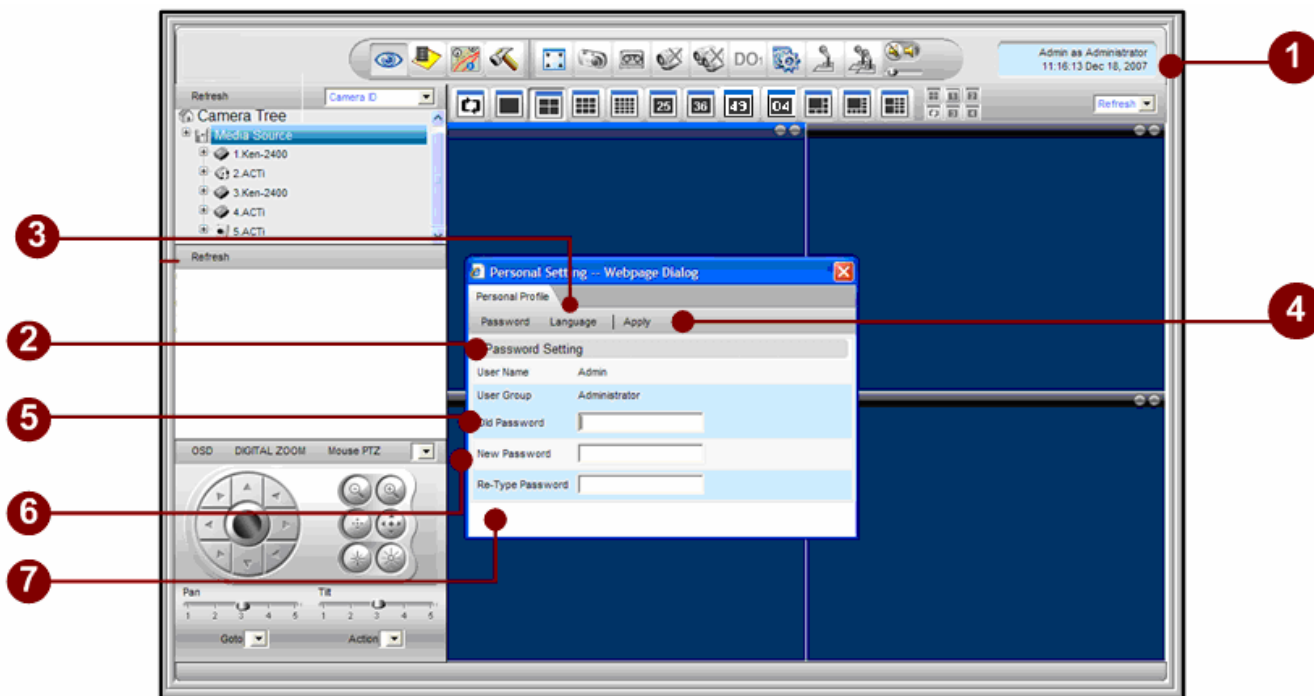 Admin as Administrator
11:16:13 Dec 18, 2007
1
DO1
Refresh Camera ID
25 36 49 04
Refresh
Camera Tree
Media Source
1.Ken-2400
2.ACTi
3.Ken-2400
4.ACTi
5.ACTi
3
Refresh
Personal Setting -- Webpage Dialog
Personal Profile
Password Language | Apply
4
2
Password Setting
User Name Admin
User Group Administrator
5
Old Password
New Password
Re-Type Password
OSD DIGITAL ZOOM Mouse PTZ
6
7
Pan Tilt
1 2 3 4 5 1 2 3 4 5
Goto Action